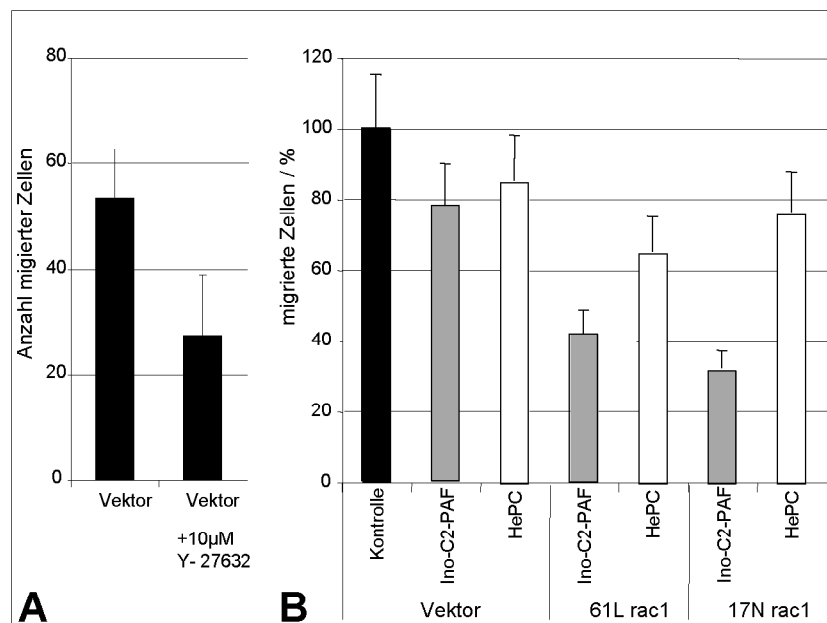 Anzahl migierter Zellen
80
60
40
20
0
Vektor
Vektor
+10µM
Y- 27632
A
migrierte Zellen / %
120
100
80
60
40
20
0
Kontrolle
Ino-C2-PAF
HePC
Ino-C2-PAF
HePC
Ino-C2-PAF
HePC
Vektor
61L rac1
17N rac1
B